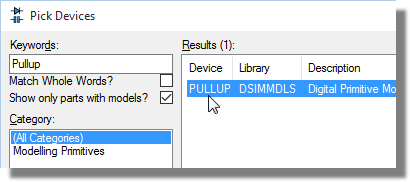 Pick Devices
Keywords:
Pullup
Match Whole Words?
Show only parts with models?
Category:
(All Categories)
Modelling Primitives
Results (1):
Device Library Description
PULLUP DSIMMDLS Digital Primitive Mo